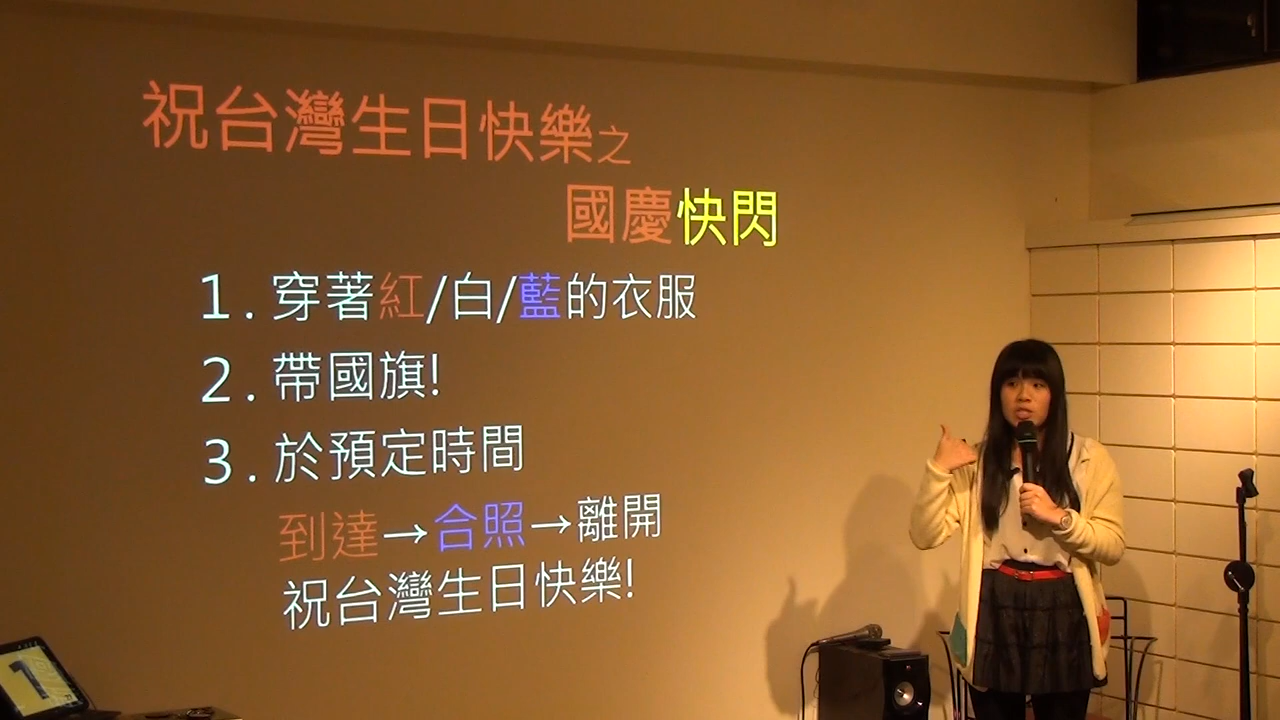 祝台灣生日快樂之
國慶快閃
1.穿著紅/白/藍的衣服
2.帶國旗!
3.於預定時間
到達→合照→離開
祝台灣生日快樂!
1